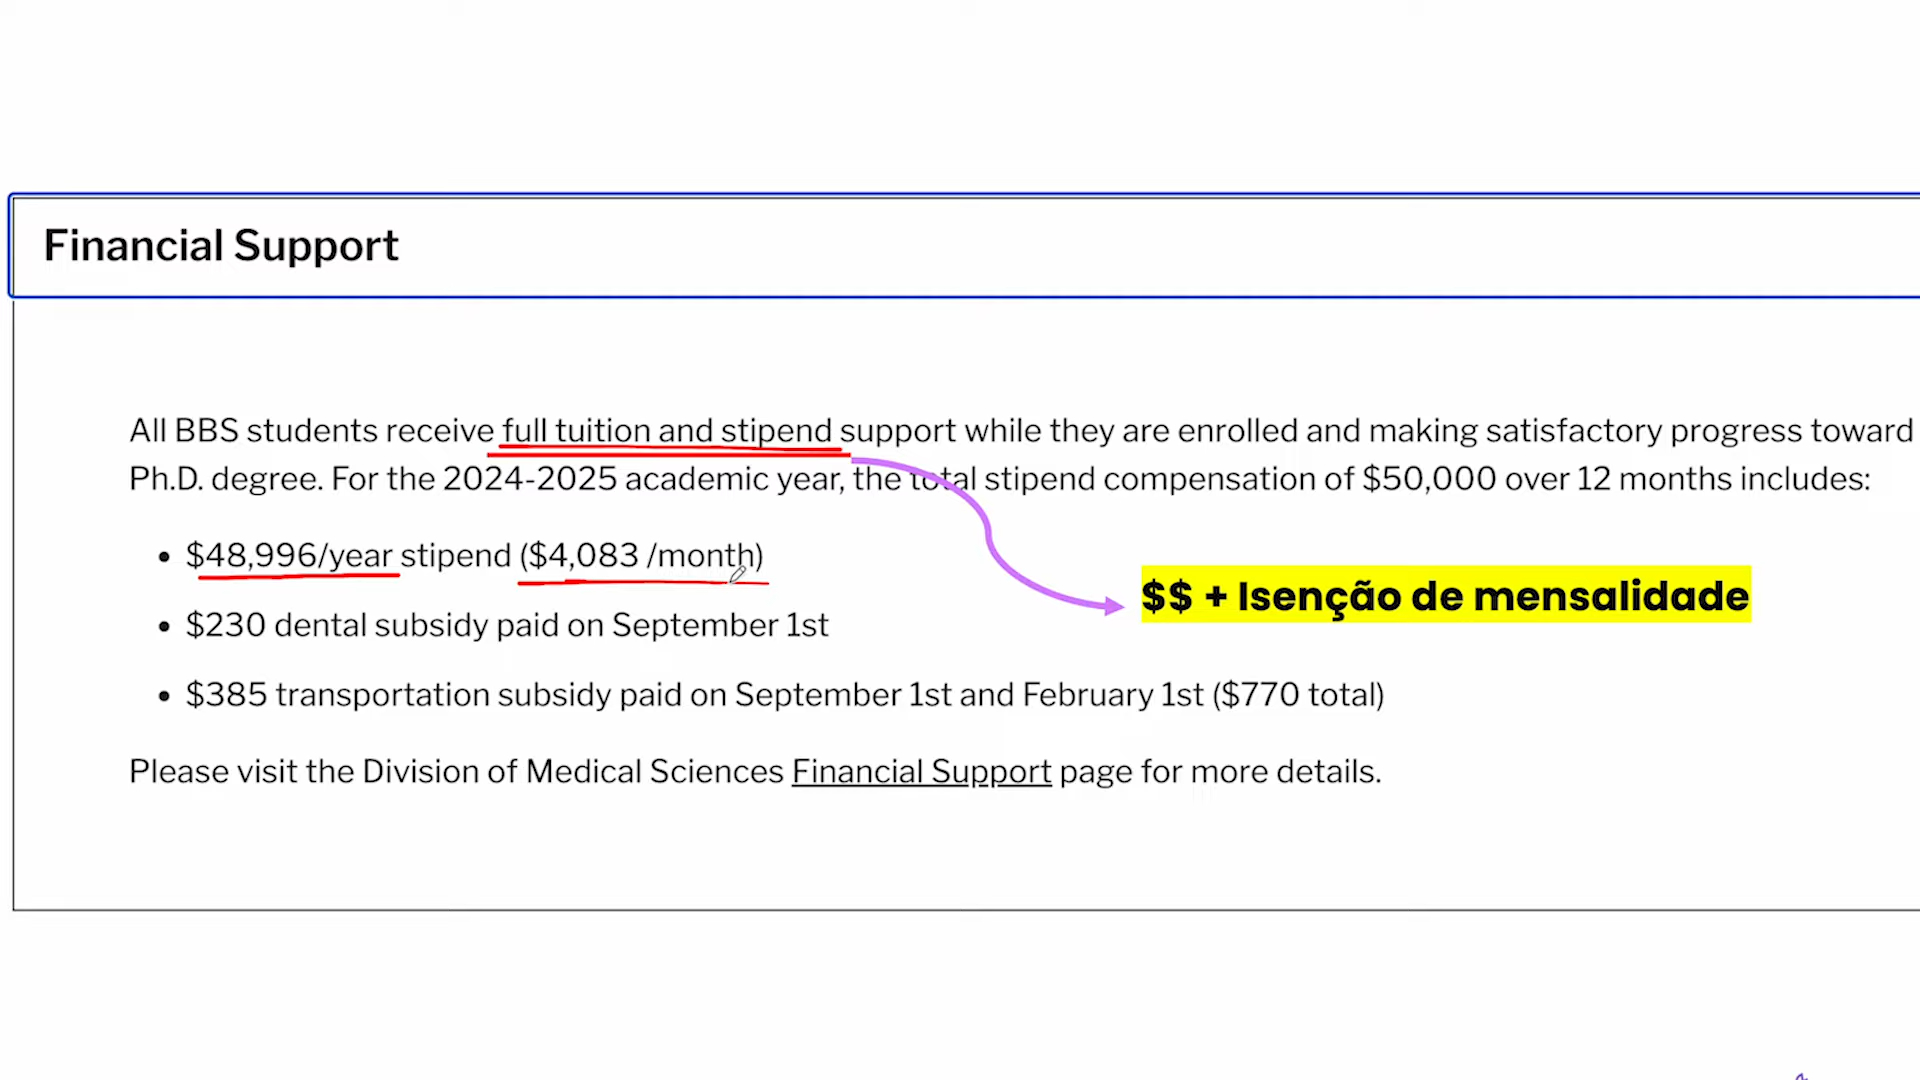 Financial Support
All BBS students receive full tuition and stipend support while they are enrolled and making satisfactory progress toward
Ph.D. degree. For the 2024-2025 academic year, the total stipend compensation of $50,000 over 12 months includes:
• $48,996/year stipend ($4,083 /month)
$$ + Isenção de mensalidade
• $230 dental subsidy paid on September 1st
• $385 transportation subsidy paid on September 1st and February 1st ($770 total)
Please visit the Division of Medical Sciences Financial Support page for more details.